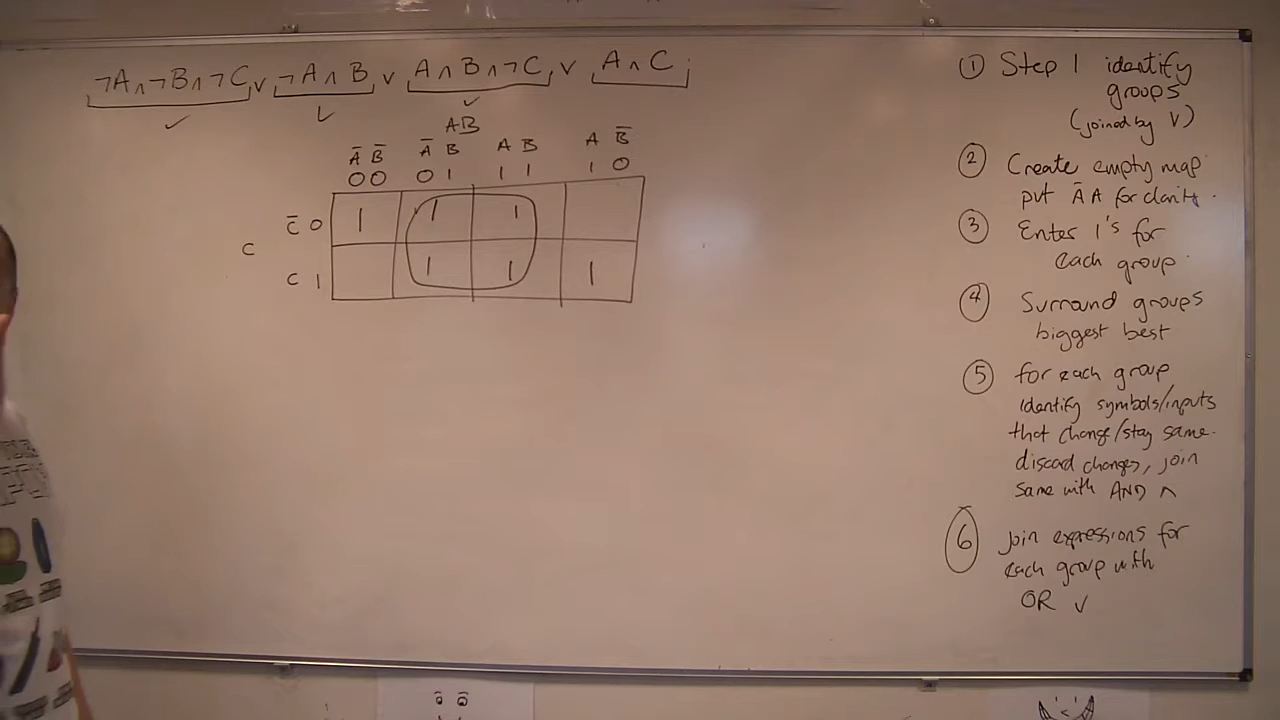 ¬A∧¬B∧¬C ∨ ¬A∧B ∨ A∧B∧¬C ∨ A∧C
AB
A̅ B̅ A̅ B A B A B̅
00 01 11 10
C̅ 0 1 1 1
C
C 1 1 1 1
① Step 1 identify
groups
(joined by ∨)
② Create empty map
put A̅ A for clarity.
③ Enter 1's for
each group.
④ Surround groups
biggest best
⑤ for each group
identify symbols/inputs
that change/stay same.
discard changes, join
same with AND ∧
⑥ join expressions for
each group with
OR ∨